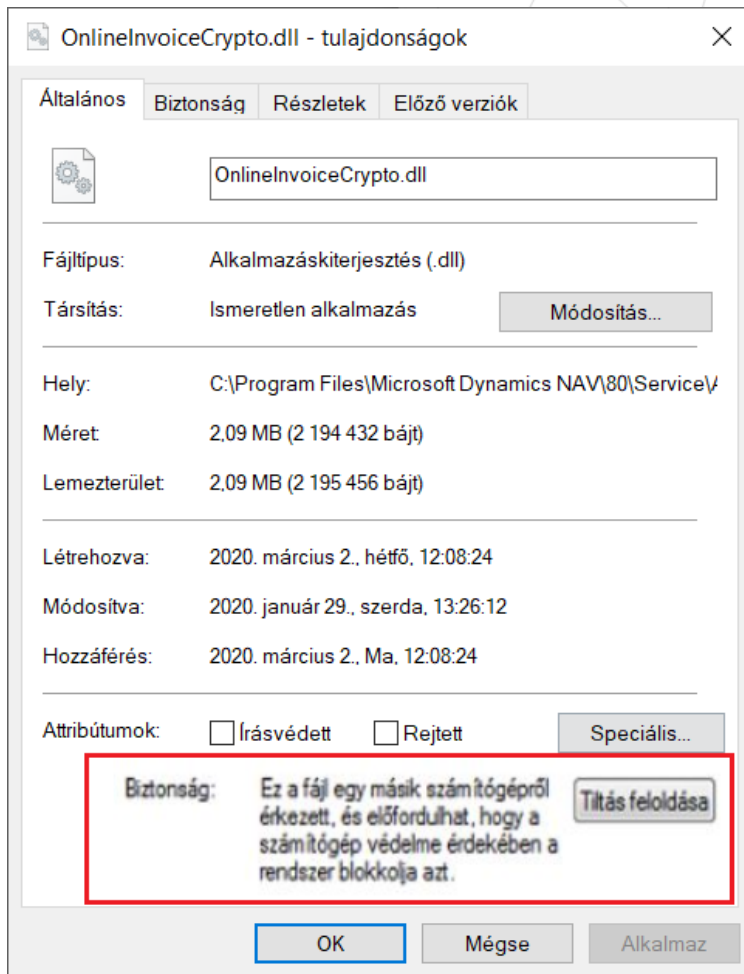 OnlineInvoiceCrypto.dll - tulajdonságok
Általános Biztonság Részletek Előző verziók
OnlineInvoiceCrypto.dll
Fájltípus: Alkalmazáskiterjesztés (.dll)
Társítás: Ismeretlen alkalmazás Módosítás...
Hely: C:\Program Files\Microsoft Dynamics NAV\80\Service\A
Méret: 2,09 MB (2 194 432 bájt)
Lemezterület: 2,09 MB (2 195 456 bájt)
Létrehozva: 2020. március 2., hétfő, 12:08:24
Módosítva: 2020. január 29., szerda, 13:26:12
Hozzáférés: 2020. március 2., Ma, 12:08:24
Attribútumok: Írásvédett Rejtett Speciális...
Biztonság: Ez a fájl egy másik számítógépről Tiltás feloldása
érkezett, és előfordulhat, hogy a
számítógép védelme érdekében a
rendszer blokkolja azt.
OK Mégse Alkalmaz